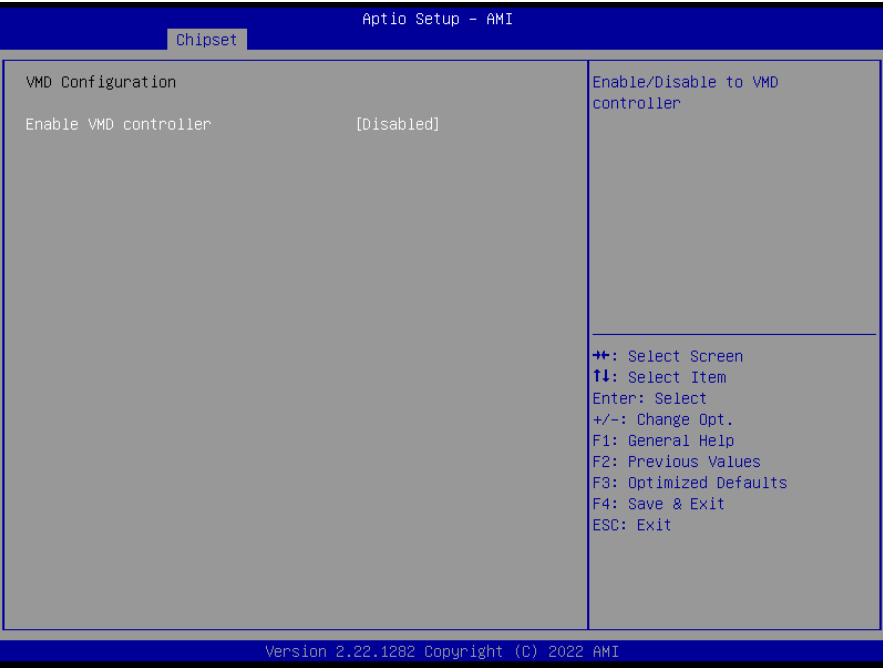 Aptio Setup - AMI
Chipset
VMD Configuration
Enable VMD controller [Disabled]
Enable/Disable to VMD
controller
→←: Select Screen
↑↓: Select Item
Enter: Select
+/-: Change Opt.
F1: General Help
F2: Previous Values
F3: Optimized Defaults
F4: Save & Exit
ESC: Exit
Version 2.22.1282 Copyright (C) 2022 AMI